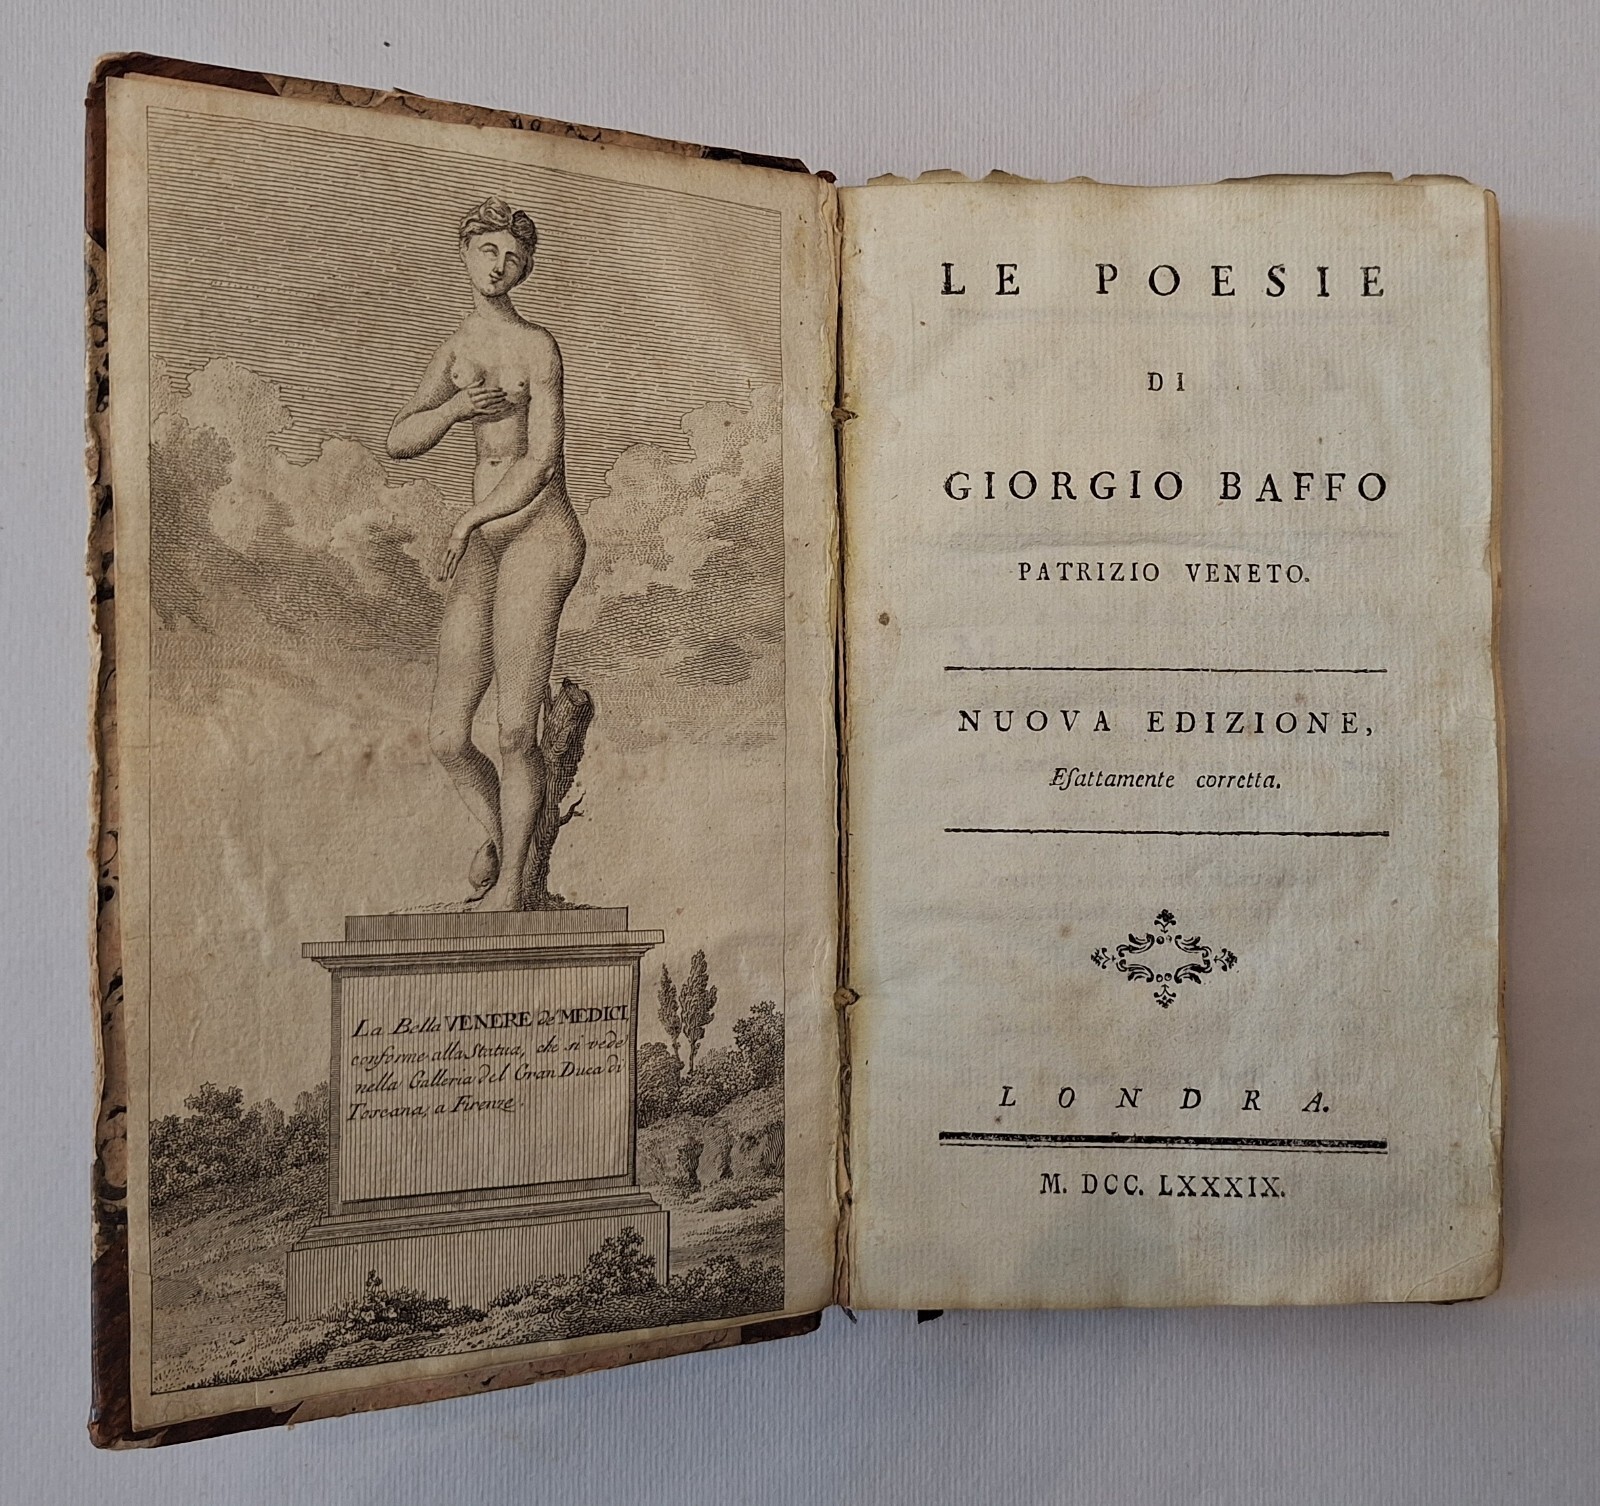 La Bella VENERE de' MEDICI,
conforme alla Statua, che si vede
nella Galleria del Gran Duca di
Toscana, a Firenze.
LE POESIE
DI
GIORGIO BAFFO
PATRIZIO VENETO.
NUOVA EDIZIONE,
Eſattamente corretta.
LONDRA.
M. DCC. LXXXIX.